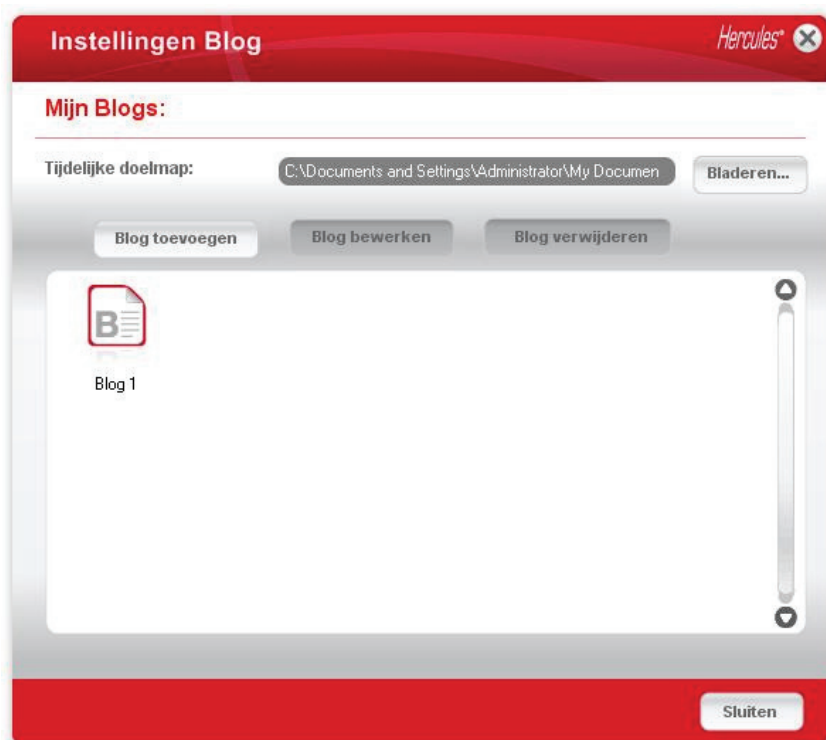 Instellingen Blog
Hercules®
Mijn Blogs:
Tijdelijke doelmap: C:\Documents and Settings\Administrator\My Documen Bladeren...
Blog toevoegen Blog bewerken Blog verwijderen
B
Blog 1
Sluiten